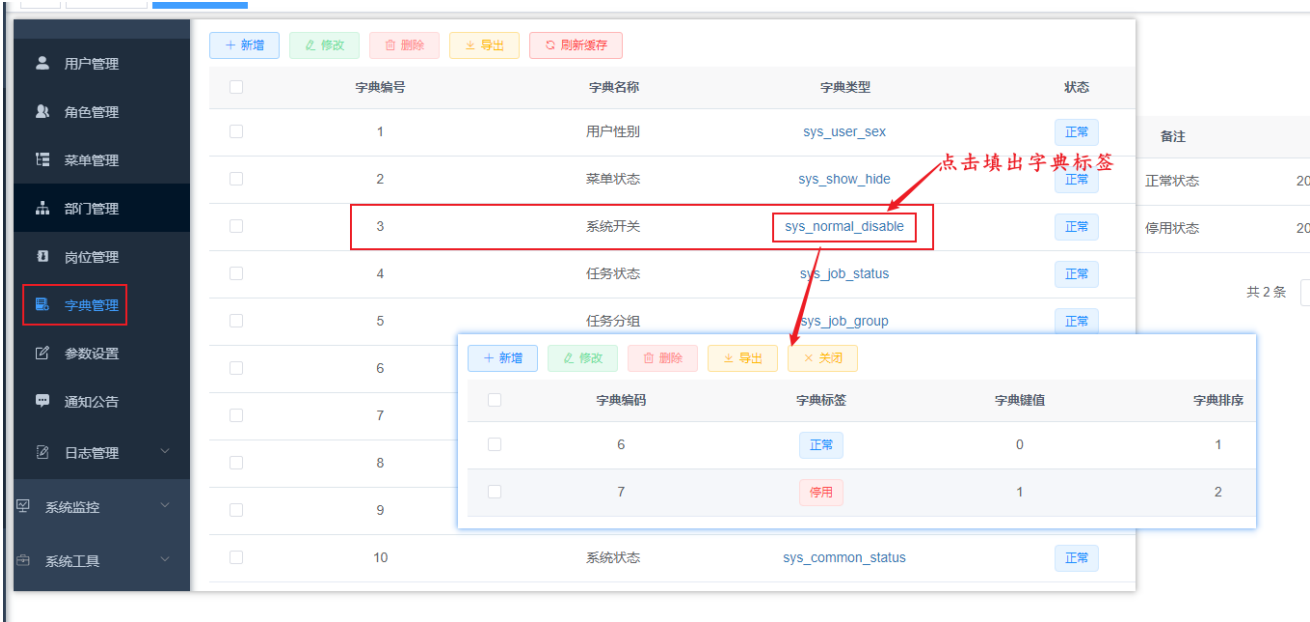 用户管理
角色管理
菜单管理
部门管理
岗位管理
字典管理
参数设置
通知公告
日志管理
系统监控
系统工具
新增 修改 删除 导出 刷新缓存
字典编号 字典名称 字典类型 状态
1 用户性别 sys_user_sex 正常
2 菜单状态 sys_show_hide 正常
3 系统开关 sys_normal_disable 正常
4 任务状态 sys_job_status 正常
5 任务分组 sys_job_group 正常
6
7
8
9
10 系统状态 sys_common_status 正常
点击填出字典标签
新增 修改 删除 导出 关闭
字典编码 字典标签 字典键值 字典排序
6 正常 0 1
7 停用 1 2
备注
正常状态 20
停用状态 20
共 2 条